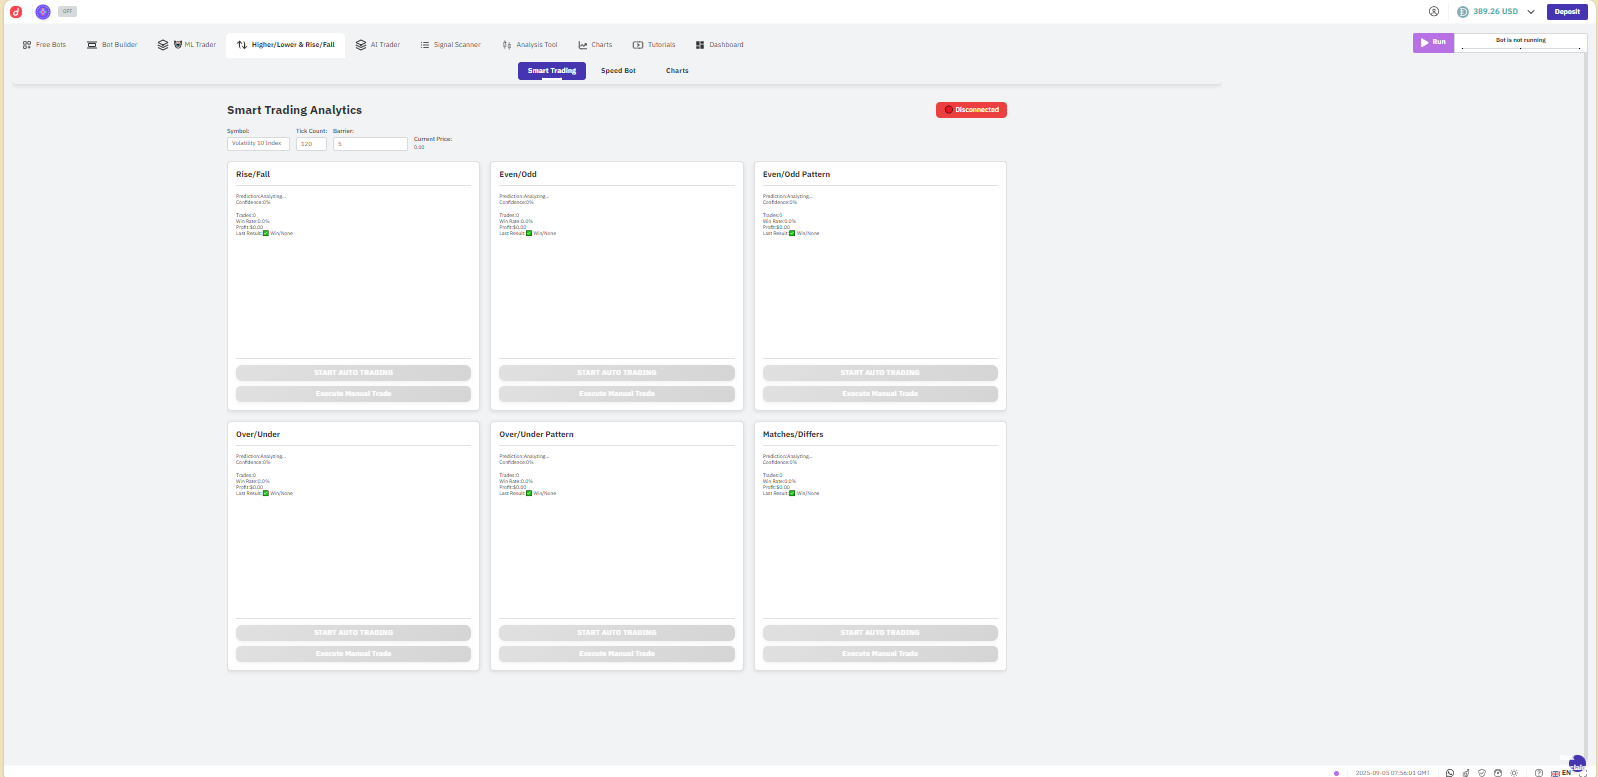 OFF
389.26 USD
Deposit
Free Bots
Bot Builder
ML Trader
Higher/Lower & Rise/Fall
AI Trader
Signal Scanner
Analysis Tool
Charts
Tutorials
Dashboard
Run
Bot is not running
Smart Trading
Speed Bot
Charts
Smart Trading Analytics
Disconnected
Symbol:
Tick Count:
Barrier:
Current Price:
Volatility 10 Index
120
5
0.00
Rise/Fall
Prediction:Analyzing...
Confidence:0%
Trades:0
Win Rate:0.0%
Profit:$0.00
Last Result:✅ Win/None
START AUTO TRADING
Execute Manual Trade
Even/Odd
Prediction:Analyzing...
Confidence:0%
Trades:0
Win Rate:0.0%
Profit:$0.00
Last Result:✅ Win/None
START AUTO TRADING
Execute Manual Trade
Even/Odd Pattern
Prediction:Analyzing...
Confidence:0%
Trades:0
Win Rate:0.0%
Profit:$0.00
Last Result:✅ Win/None
START AUTO TRADING
Execute Manual Trade
Over/Under
Prediction:Analyzing...
Confidence:0%
Trades:0
Win Rate:0.0%
Profit:$0.00
Last Result:✅ Win/None
START AUTO TRADING
Execute Manual Trade
Over/Under Pattern
Prediction:Analyzing...
Confidence:0%
Trades:0
Win Rate:0.0%
Profit:$0.00
Last Result:✅ Win/None
START AUTO TRADING
Execute Manual Trade
Matches/Differs
Prediction:Analyzing...
Confidence:0%
Trades:0
Win Rate:0.0%
Profit:$0.00
Last Result:✅ Win/None
START AUTO TRADING
Execute Manual Trade
2025-09-05 07:56:01 GMT
EN